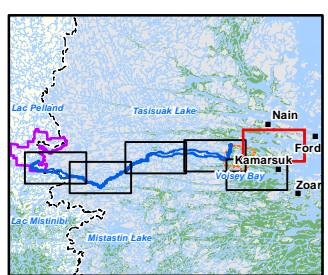 Lac Pelland
Tasisuak Lake
Nain
Ford
Kamarsuk
Voisey Bay
Zoar
Lac Mistinibi
Mistastin Lake